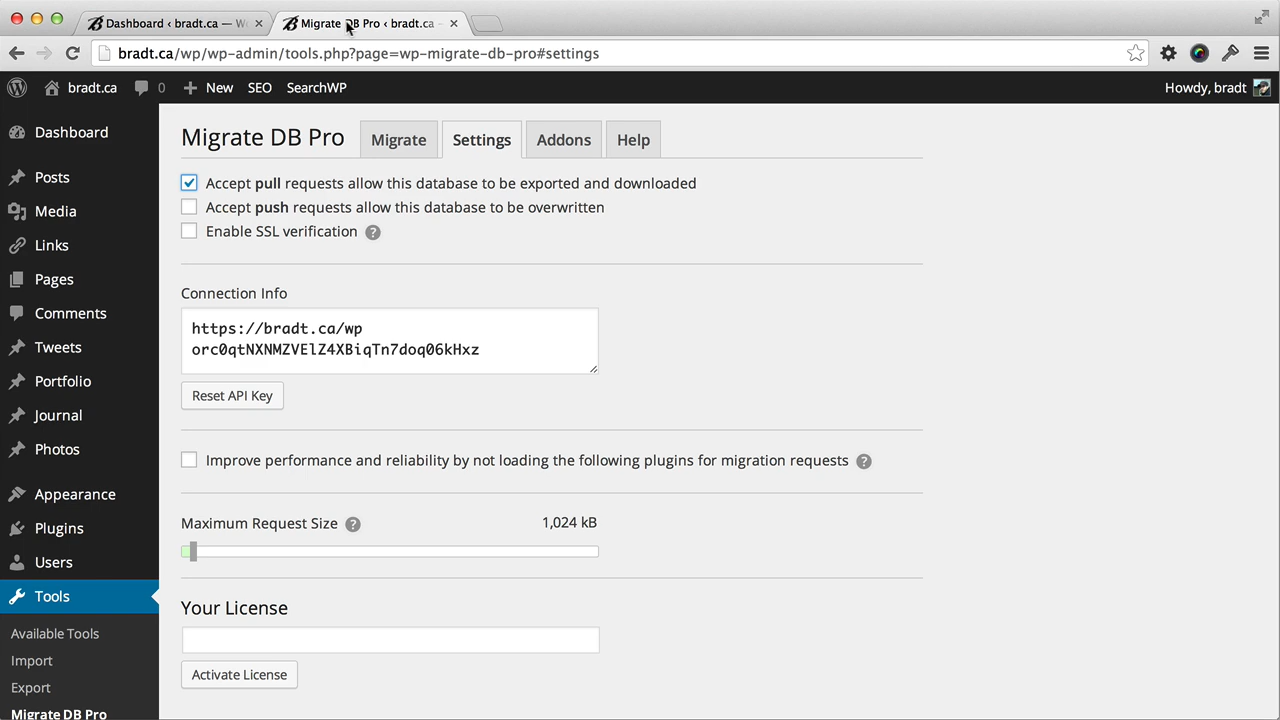 Dashboard ‹ bradt.ca — W
Migrate DB Pro ‹ bradt.ca -
bradt.ca/wp/wp-admin/tools.php?page=wp-migrate-db-pro#settings
bradt.ca 0 New SEO SearchWP Howdy, bradt
Dashboard
Posts
Media
Links
Pages
Comments
Tweets
Portfolio
Journal
Photos
Appearance
Plugins
Users
Tools
Available Tools
Import
Export
Migrate DB Pro
Migrate DB Pro Migrate Settings Addons Help
Accept pull requests allow this database to be exported and downloaded
Accept push requests allow this database to be overwritten
Enable SSL verification ?
Connection Info
https://bradt.ca/wp
orc0qtNXNMZVElZ4XBiqTn7doq06kHxz
Reset API Key
Improve performance and reliability by not loading the following plugins for migration requests ?
Maximum Request Size ? 1,024 kB
Your License
Activate License